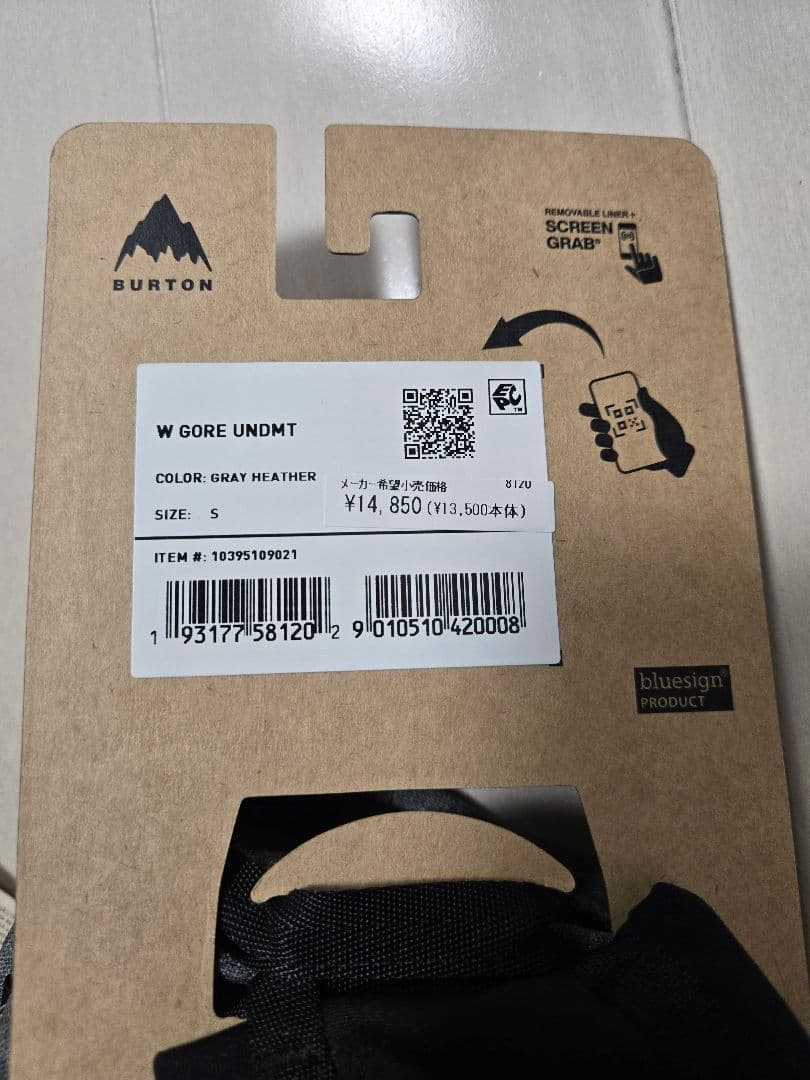 BURTON
REMOVABLE LINER+
SCREEN
GRAB®
W GORE UNDMT
EPC™
COLOR: GRAY HEATHER
メーカー希望小売価格 8120
SIZE: S
¥14,850(¥13,500本体)
ITEM #: 10395109021
1 93177 58120 2
9 010510 420008
bluesign®
PRODUCT